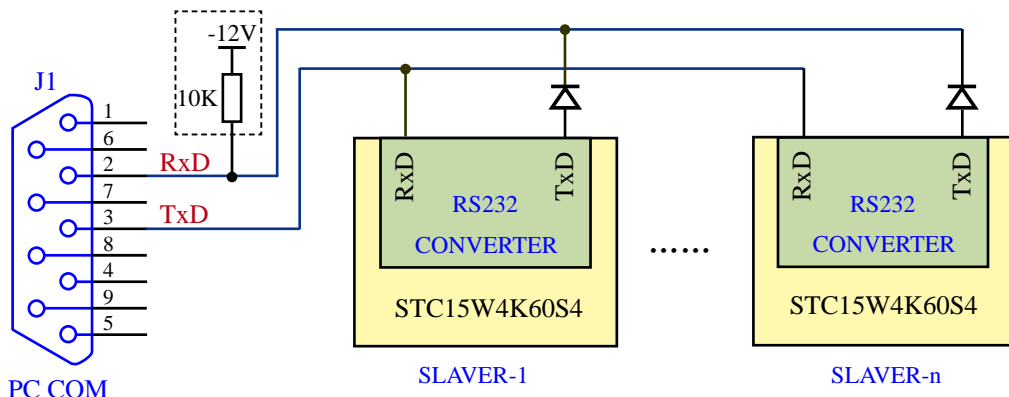 J1
-12V
10K
1
6
2
7
3
8
4
9
5
RxD
TxD
PC COM
RxD
TxD
RS232
CONVERTER
STC15W4K60S4
SLAVER-1
……
RxD
TxD
RS232
CONVERTER
STC15W4K60S4
SLAVER-n